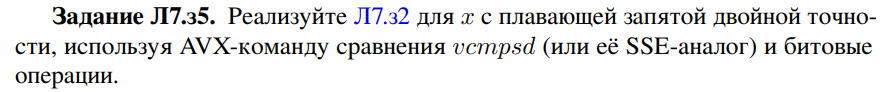 Задание Л7.з5. Реализуйте Л7.з2 для x с плавающей запятой двойной точно-
сти, используя AVX-команду сравнения vcmpsd (или её SSE-аналог) и битовые
операции.